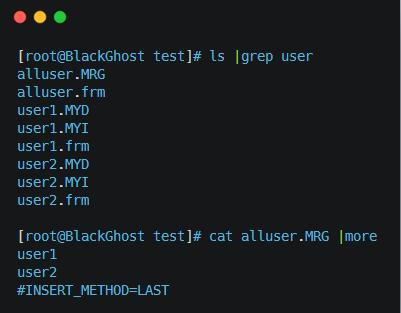 [root@BlackGhost test]# ls |grep user
alluser.MRG
alluser.frm
user1.MYD
user1.MYI
user1.frm
user2.MYD
user2.MYI
user2.frm
[root@BlackGhost test]# cat alluser.MRG |more
user1
user2
#INSERT_METHOD=LAST